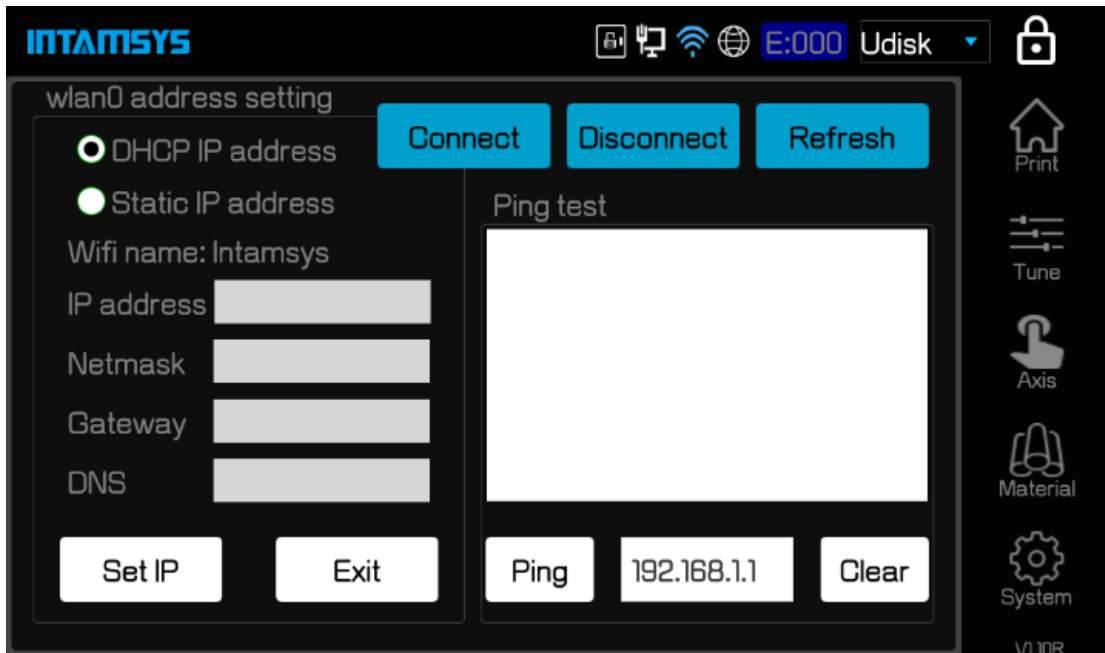 INTAMSYS
E:000
Udisk
wlan0 address setting
Connect
Disconnect
Refresh
DHCP IP address
Static IP address
Wifi name: Intamsys
IP address
Netmask
Gateway
DNS
Set IP
Exit
Ping test
Ping
192.168.1.1
Clear
Print
Tune
Axis
Material
System